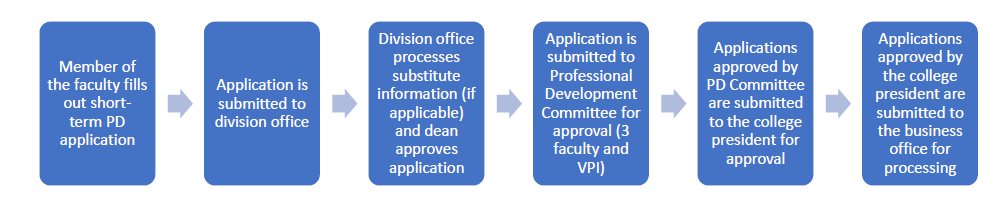 Member of
the faculty fills
out short-
term PD
application
Application is
submitted to
division office
Division office
processes
substitute
information (if
applicable)
and dean
approves
application
Application is
submitted to
Professional
Development
Committee for
approval (3
faculty and
VPI)
Applications
approved by
PD Committee
are submitted
to the college
president for
approval
Applications
approved by
the college
president are
submitted to
the business
office for
processing